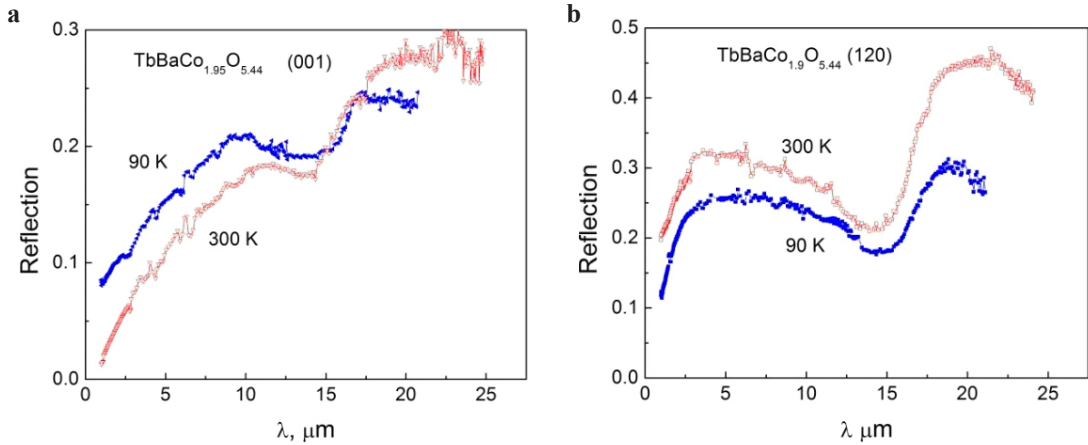 a
0.3
TbBaCo1.95O5.44 (001)
0.2
90 K
Reflection
0.1
300 K
0.0
0 5 10 15 20 25
λ, μm
b
0.5
TbBaCo1.9O5.44 (120)
0.4
300 K
0.3
Reflection
0.2
90 K
0.1
0 5 10 15 20 25
λ μm